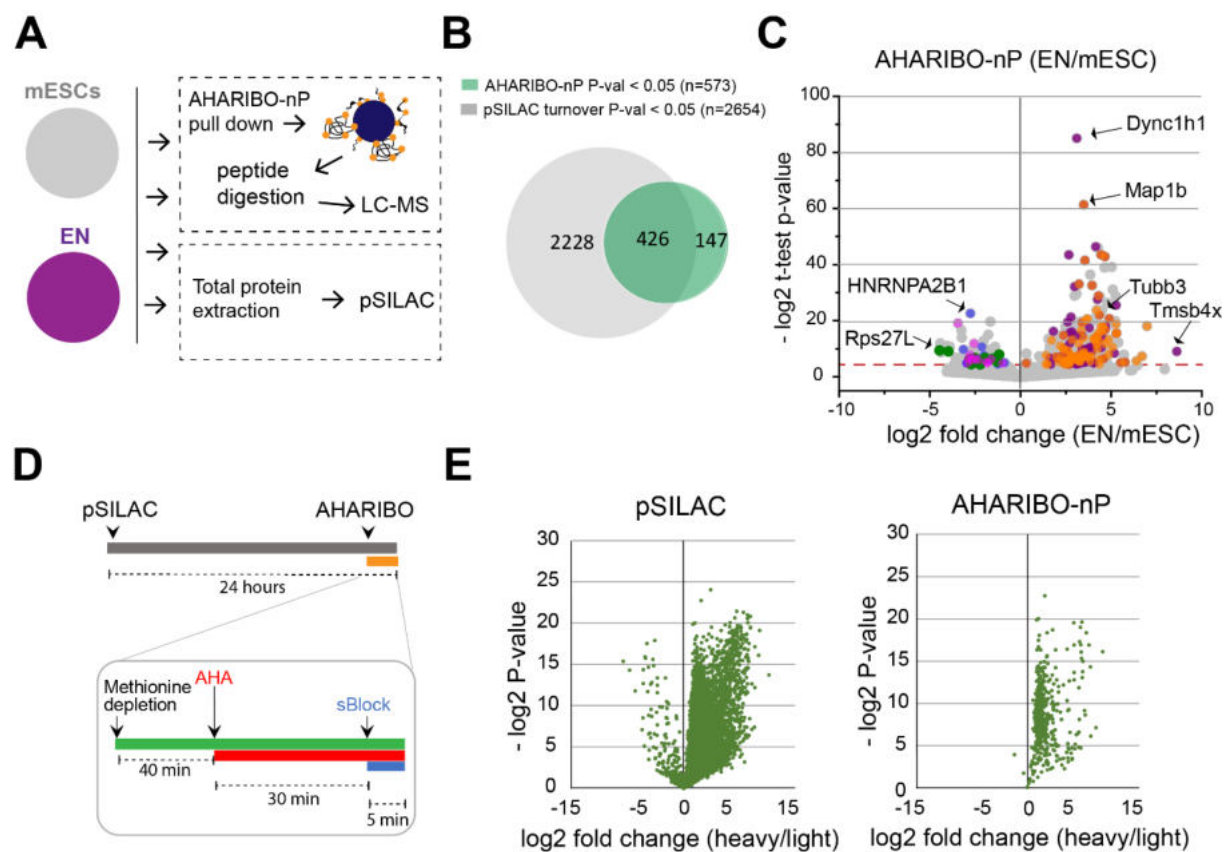 A
mESCs
EN
AHARIBO-nP
pull down
peptide
digestion
LC-MS
Total protein
extraction
pSILAC
B
AHARIBO-nP P-val < 0.05 (n=573)
pSILAC turnover P-val < 0.05 (n=2654)
2228
426
147
C
AHARIBO-nP (EN/mESC)
- log2 t-test p-value
100
80
60
40
20
0
-10
-5
0
5
10
log2 fold change (EN/mESC)
Dync1h1
Map1b
HNRNPA2B1
Rps27L
Tubb3
Tmsb4x
D
pSILAC
AHARIBO
24 hours
Methionine
depletion
AHA
sBlock
40 min
30 min
5 min
E
pSILAC
- log2 P-value
30
25
20
15
10
5
0
-15
-5
0
5
15
log2 fold change (heavy/light)
AHARIBO-nP
- log2 P-value
30
25
20
15
10
5
0
-15
-5
0
5
15
log2 fold change (heavy/light)